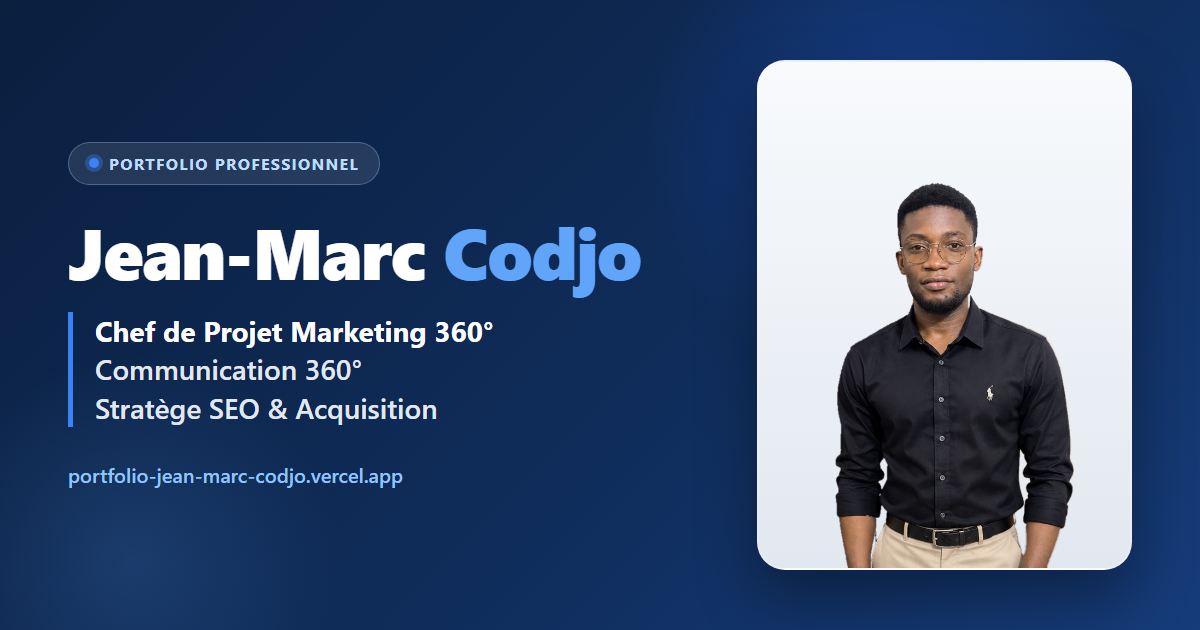 PORTFOLIO PROFESSIONNEL
Jean-Marc Codjo
Chef de Projet Marketing 360°
Communication 360°
Stratège SEO & Acquisition
portfolio-jean-marc-codjo.vercel.app